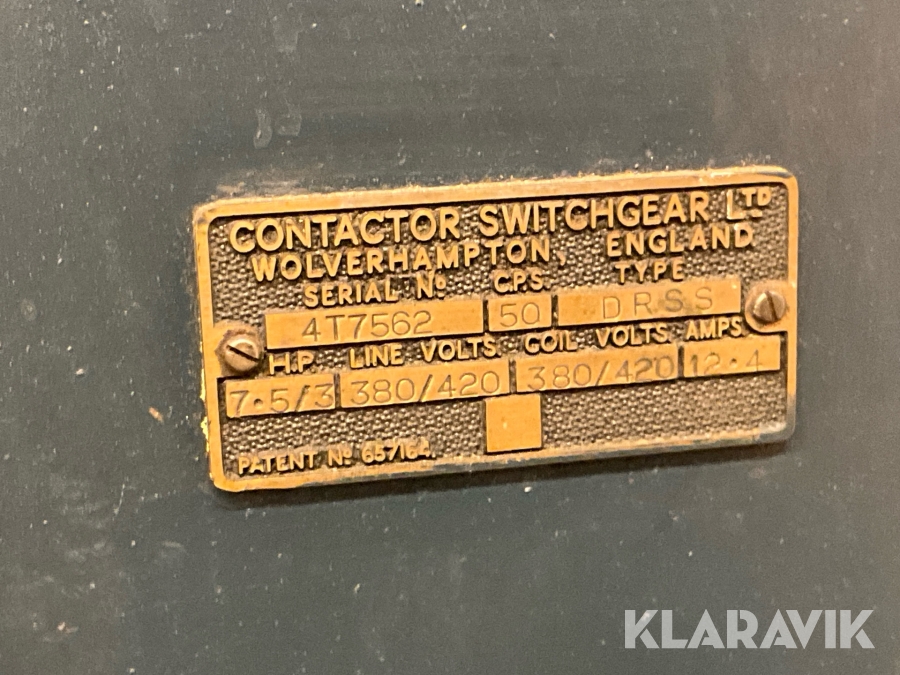 CONTACTOR SWITCHGEAR LTD
WOLVERHAMPTON, ENGLAND
SERIAL No C.P.S. TYPE
4T7562 50 DRSS
H.P. LINE VOLTS. COIL VOLTS. AMPS.
7.5/3 380/420 380/420 12.4
PATENT No 657164.
KLARAVIK